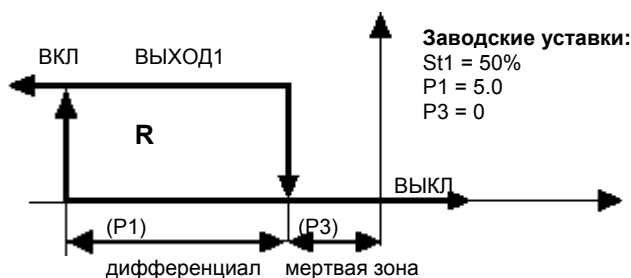 ВКЛ ВЫХОД1
Заводские уставки:
St1 = 50%
P1 = 5.0
P3 = 0
R
ВЫКЛ
(P1) (P3)
дифференциал мертвая зона